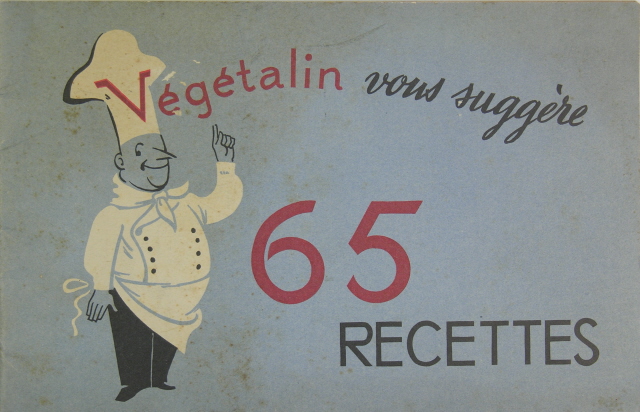 Végétalin vous suggère
65
RECETTES